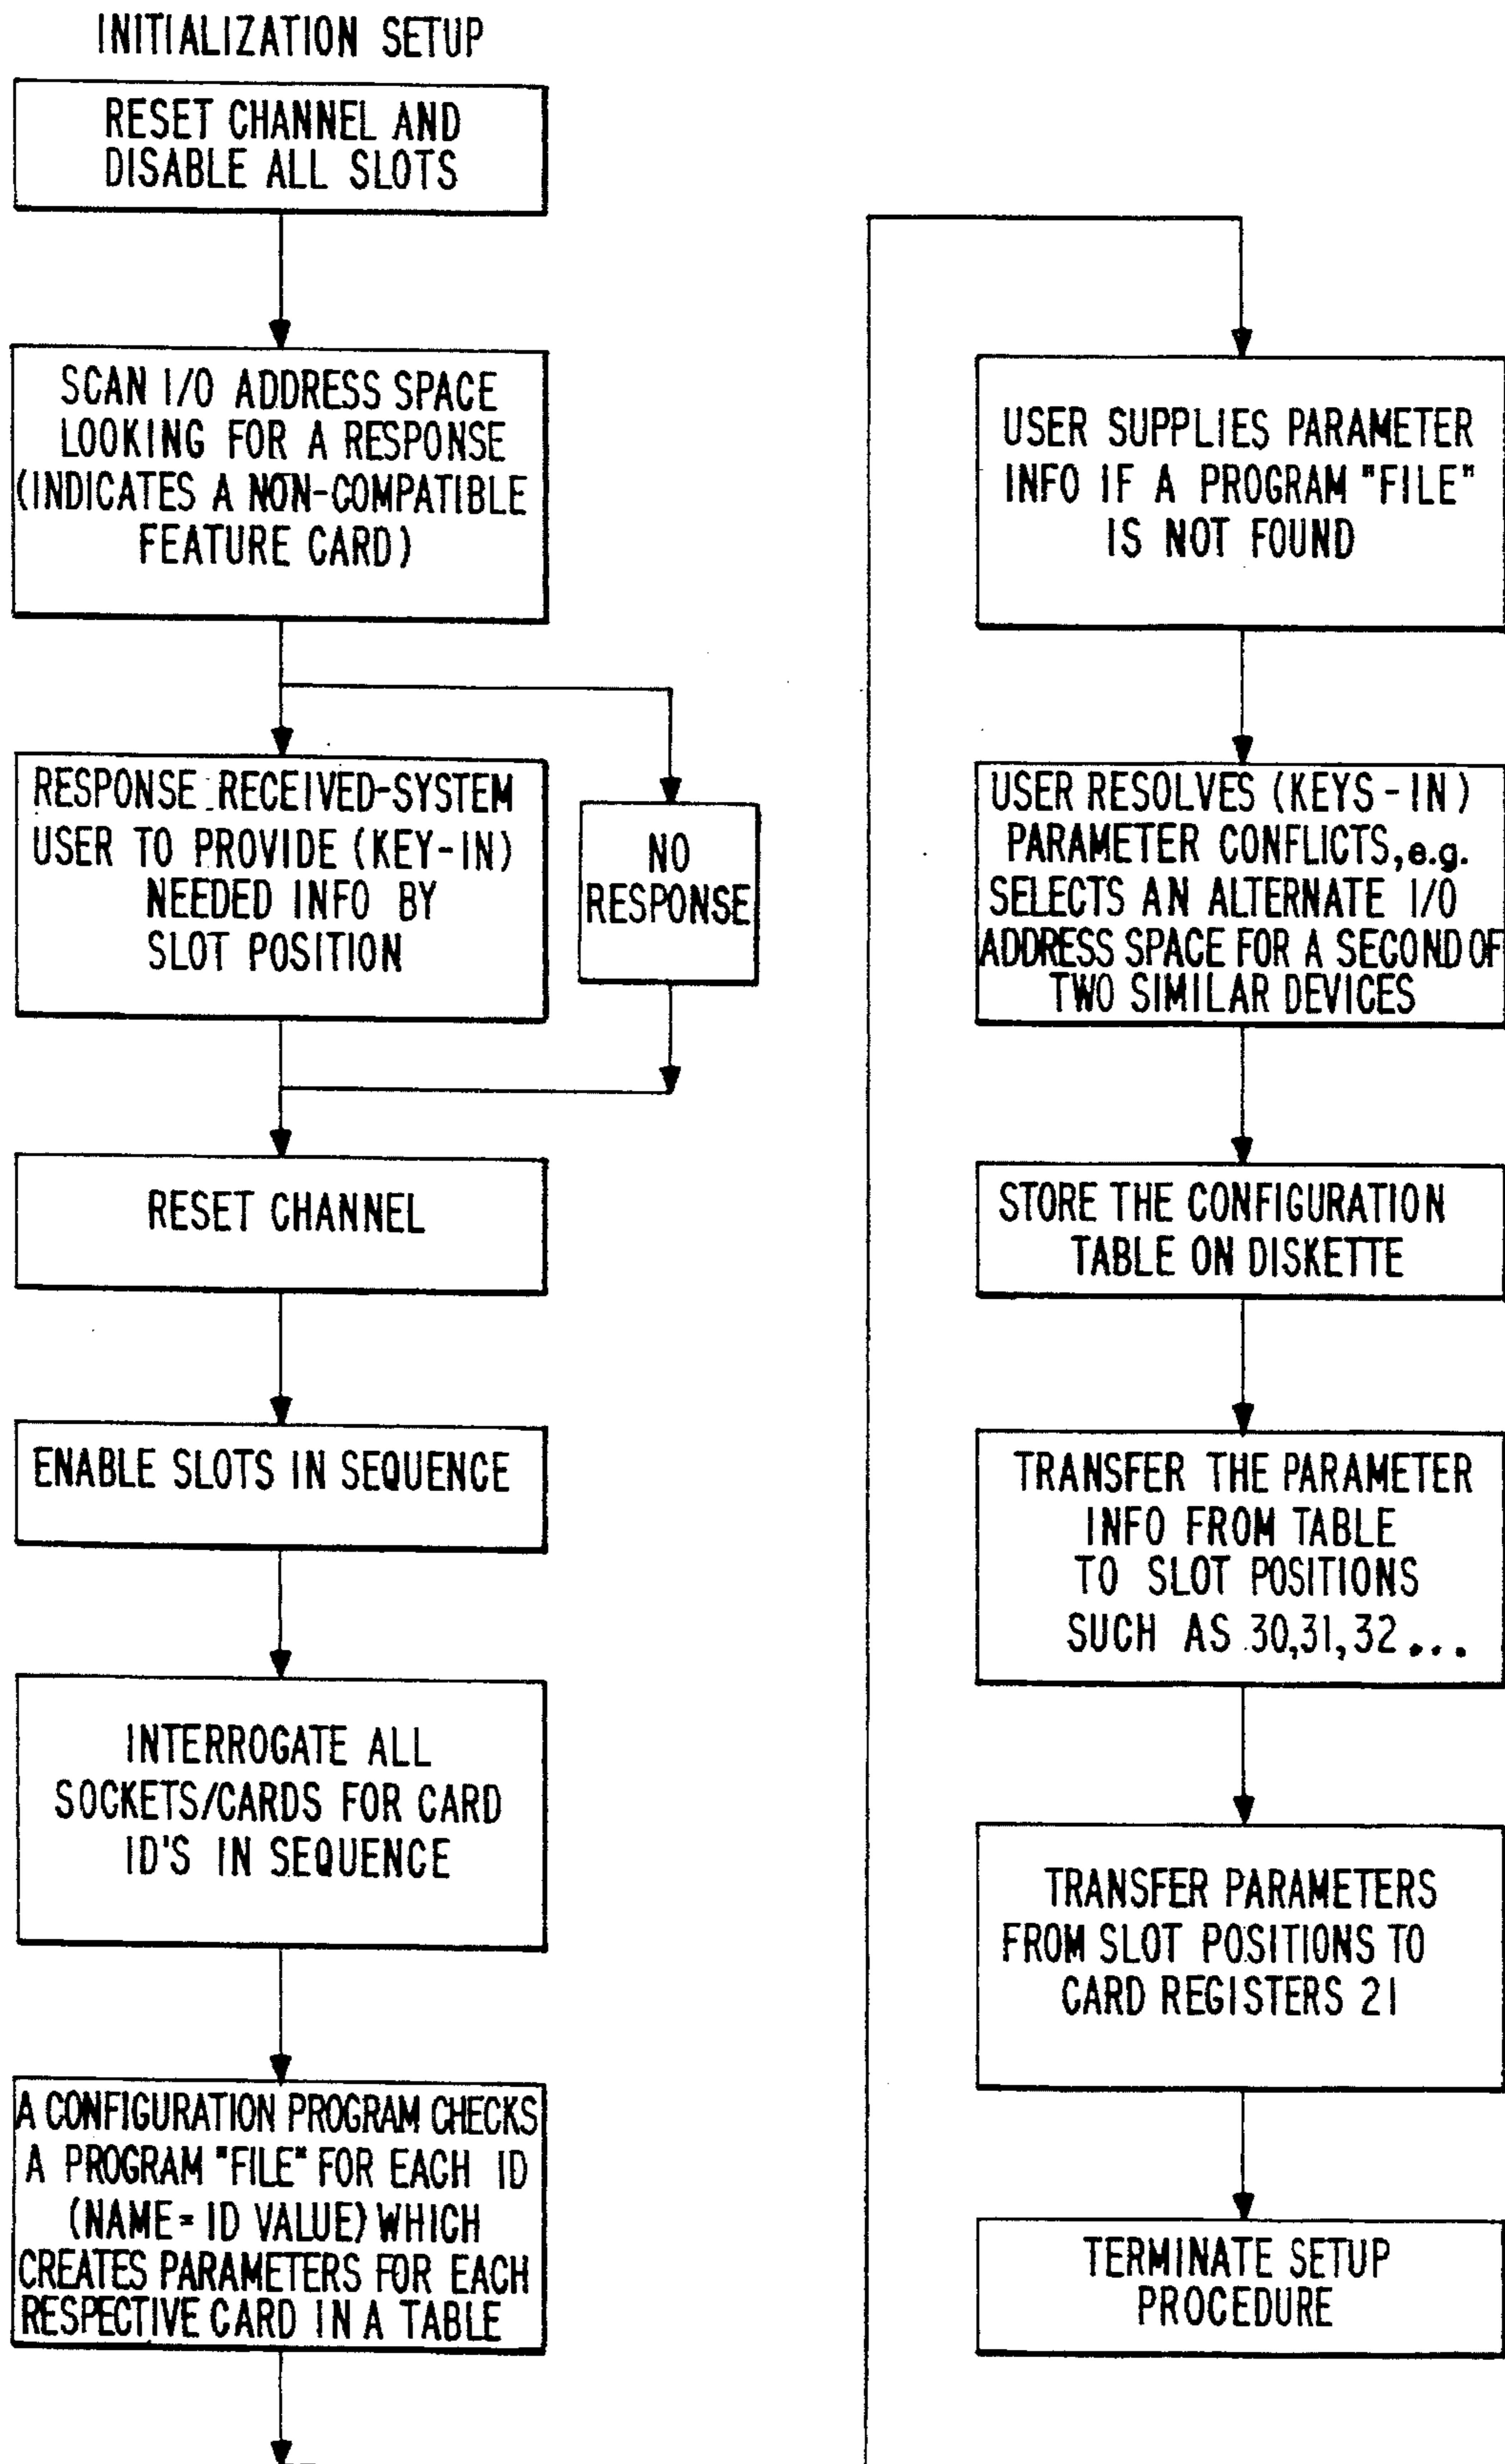 INITIALIZATION SETUP
RESET CHANNEL AND
DISABLE ALL SLOTS
SCAN I/O ADDRESS SPACE
LOOKING FOR A RESPONSE
(INDICATES A NON-COMPATIBLE
FEATURE CARD)
RESPONSE RECEIVED-SYSTEM
USER TO PROVIDE (KEY-IN)
NEEDED INFO BY
SLOT POSITION
NO
RESPONSE
RESET CHANNEL
ENABLE SLOTS IN SEQUENCE
INTERROGATE ALL
SOCKETS/CARDS FOR CARD
ID'S IN SEQUENCE
A CONFIGURATION PROGRAM CHECKS
A PROGRAM "FILE" FOR EACH ID
(NAME = ID VALUE) WHICH
CREATES PARAMETERS FOR EACH
RESPECTIVE CARD IN A TABLE
USER SUPPLIES PARAMETER
INFO IF A PROGRAM "FILE"
IS NOT FOUND
USER RESOLVES (KEYS-IN)
PARAMETER CONFLICTS, e.g.
SELECTS AN ALTERNATE I/O
ADDRESS SPACE FOR A SECOND OF
TWO SIMILAR DEVICES
STORE THE CONFIGURATION
TABLE ON DISKETTE
TRANSFER THE PARAMETER
INFO FROM TABLE
TO SLOT POSITIONS
SUCH AS 30,31,32...
TRANSFER PARAMETERS
FROM SLOT POSITIONS TO
CARD REGISTERS 21
TERMINATE SETUP
PROCEDURE